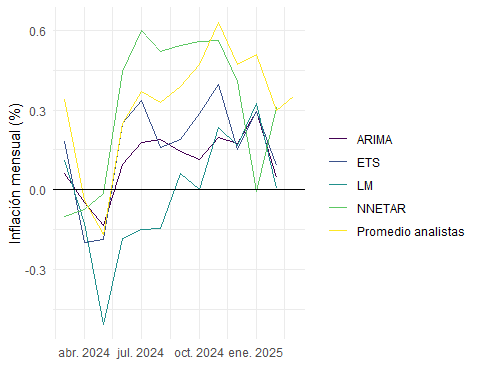 Inflación mensual (%)
0.6
0.3
0.0
-0.3
abr. 2024 jul. 2024 oct. 2024 ene. 2025
ARIMA
ETS
LM
NNETAR
Promedio analistas